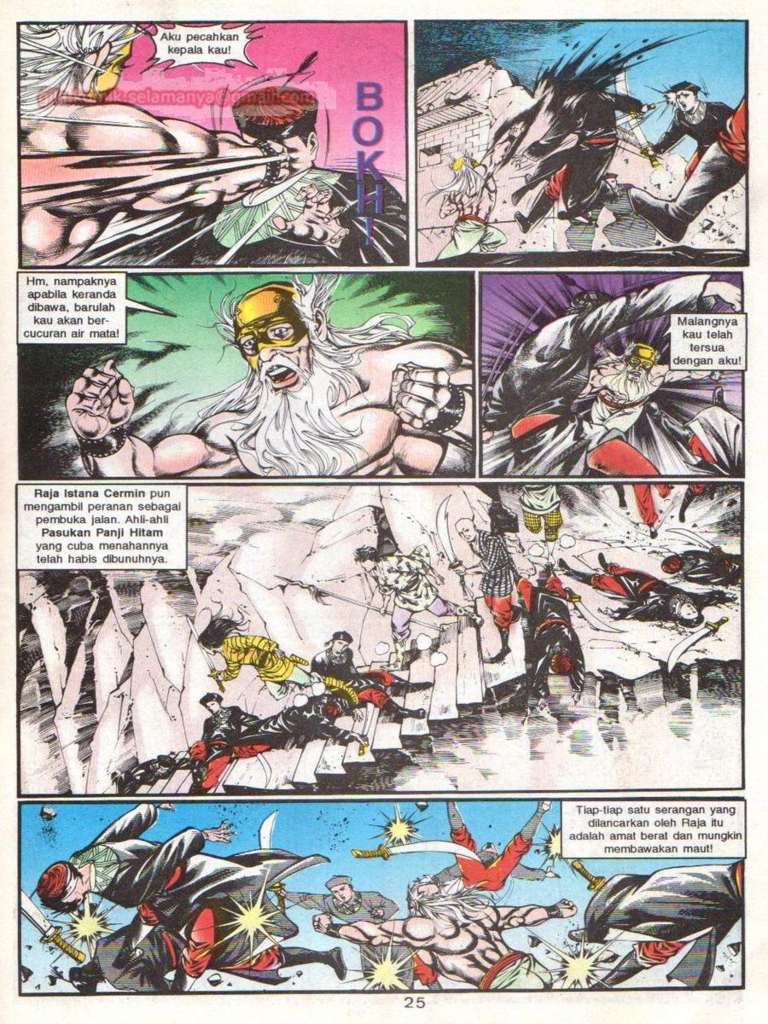 Aku pecahkan
kepala kau!
BOKH!
Hm, nampaknya
apabila keranda
dibawa, barulah
kau akan ber-
cucuran air mata!
Malangnya
kau telah
tersua
dengan aku!
Raja Istana Cermin pun
mengambil peranan sebagai
pembuka jalan. Ahli-ahli
Pasukan Panji Hitam
yang cuba menahannya
telah habis dibunuhnya.
Tiap-tiap satu serangan yang
dilancarkan oleh Raja itu
adalah amat berat dan mungkin
membawakan maut!
25